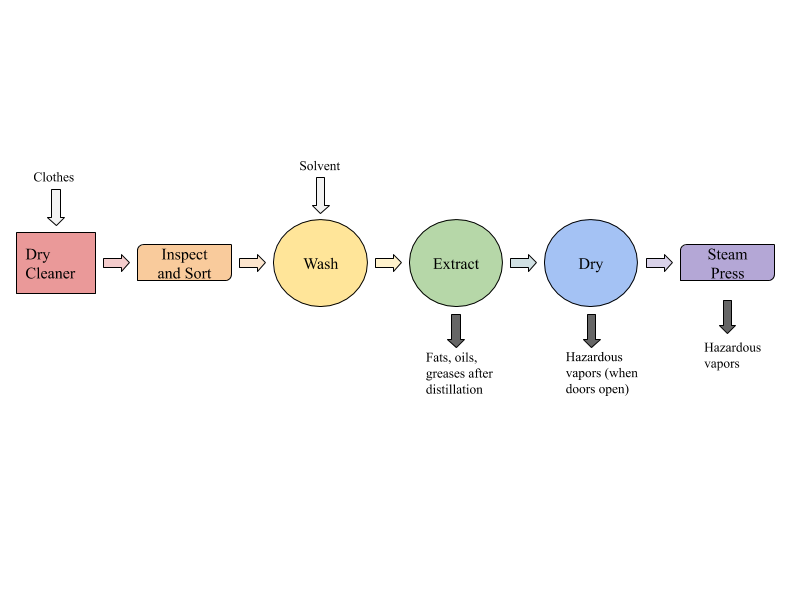 Clothes
Solvent
Dry
Cleaner
Inspect
and Sort
Wash
Extract
Dry
Steam
Press
Fats, oils,
greases after
distillation
Hazardous
vapors (when
doors open)
Hazardous
vapors